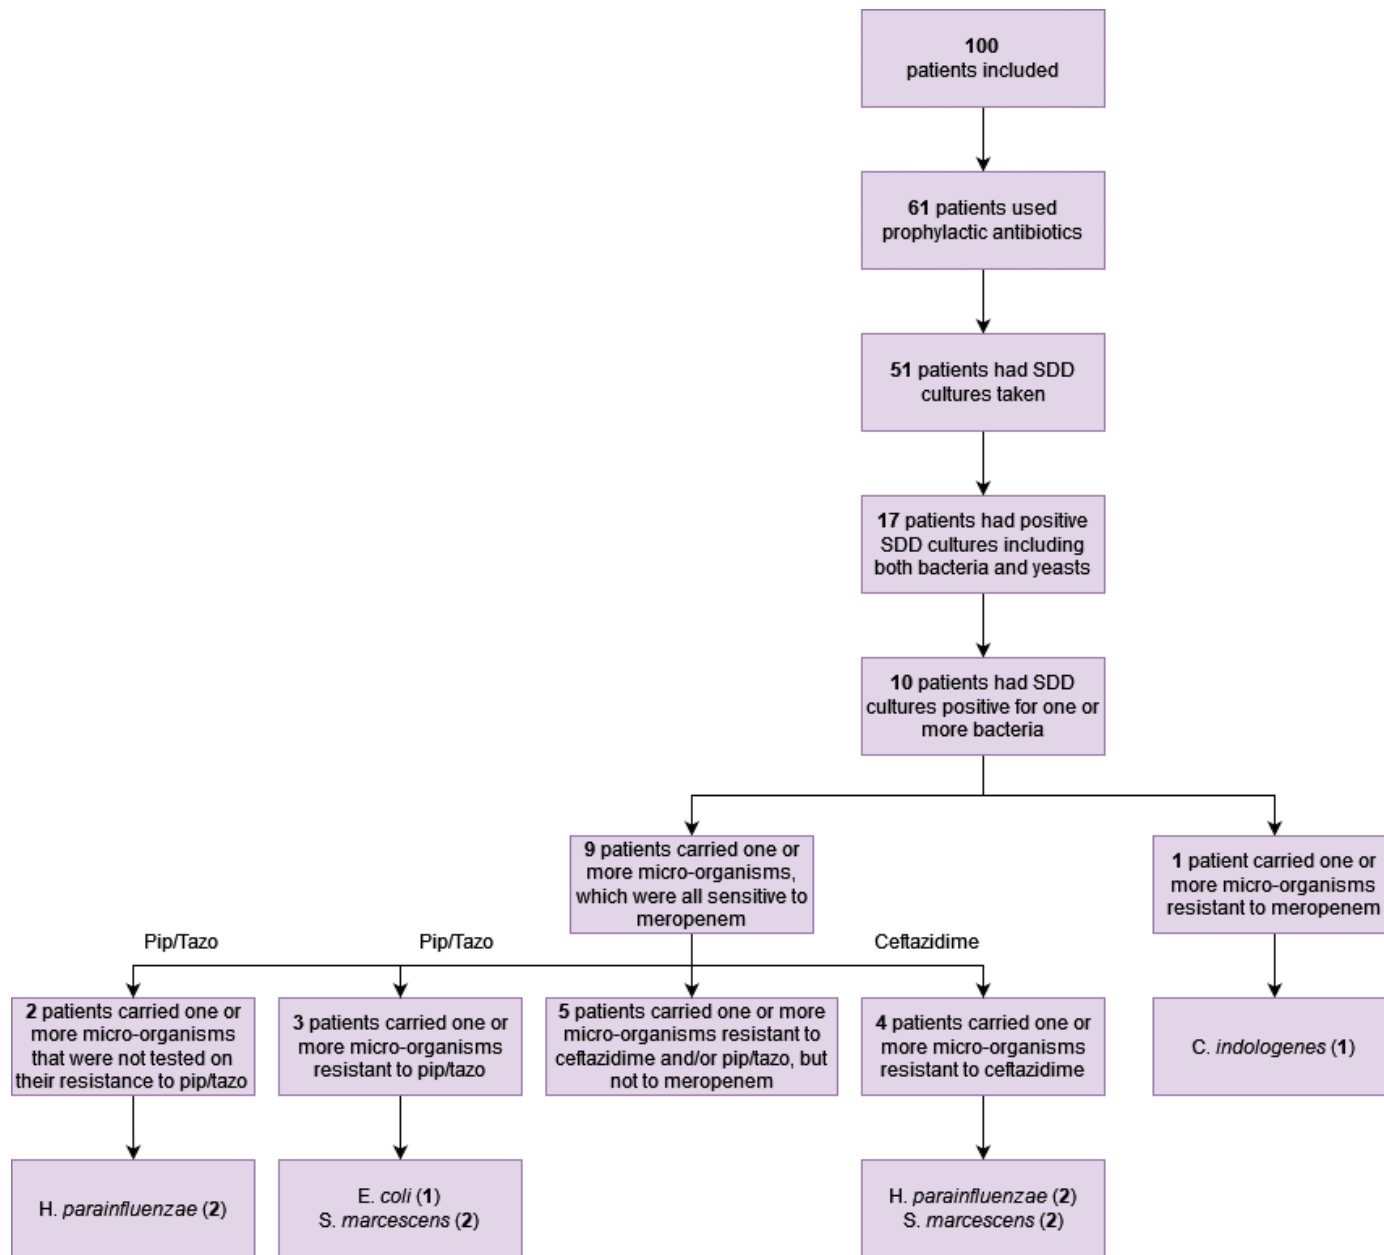 100
patients included
61 patients used
prophylactic antibiotics
51 patients had SDD
cultures taken
17 patients had positive
SDD cultures including
both bacteria and yeasts
10 patients had SDD
cultures positive for one or
more bacteria
9 patients carried one or
more micro-organisms,
which were all sensitive to
meropenem
1 patient carried one or
more micro-organisms
resistant to meropenem
Pip/Tazo
Pip/Tazo
Ceftazidime
2 patients carried one or
more micro-organisms
that were not tested on
their resistance to pip/tazo
3 patients carried one or
more micro-organisms
resistant to pip/tazo
5 patients carried one or more
micro-organisms resistant to
ceftazidime and/or pip/tazo, but
not to meropenem
4 patients carried one or
more micro-organisms
resistant to ceftazidime
C. indologenes (1)
H. parainfluenzae (2)
E. coli (1)
S. marcescens (2)
H. parainfluenzae (2)
S. marcescens (2)